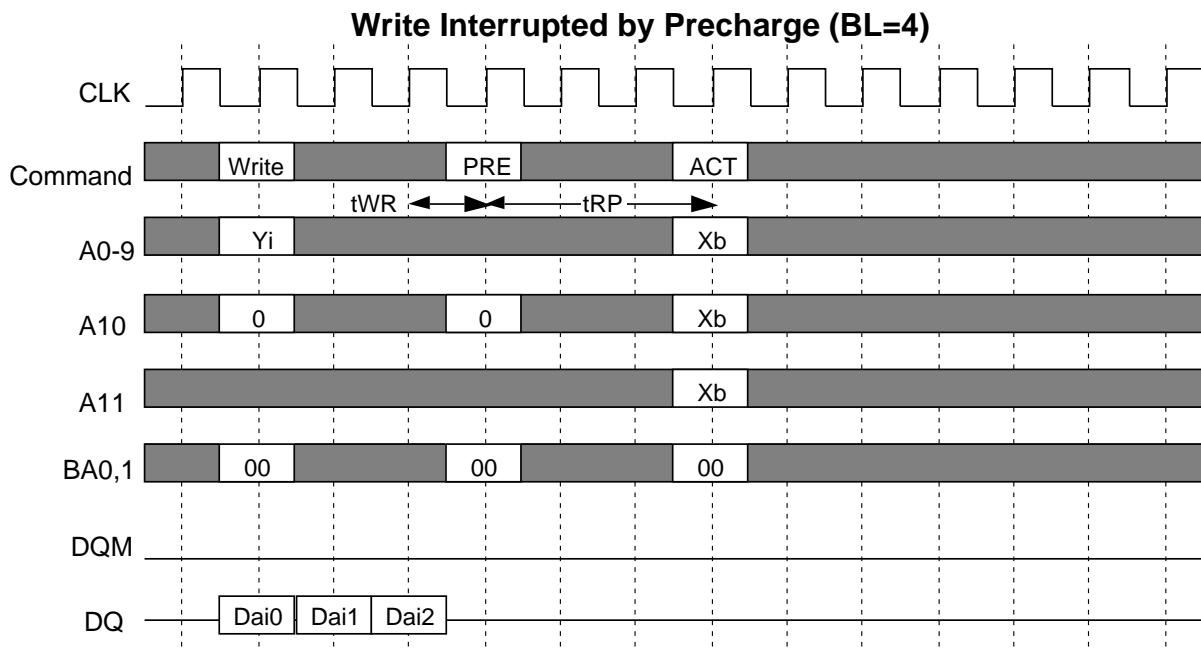 Write Interrupted by Precharge (BL=4)
CLK
Command Write PRE ACT
tWR tRP
A0-9 Yi Xb
A10 0 0 Xb
A11 Xb
BA0,1 00 00 00
DQM
DQ Dai0 Dai1 Dai2